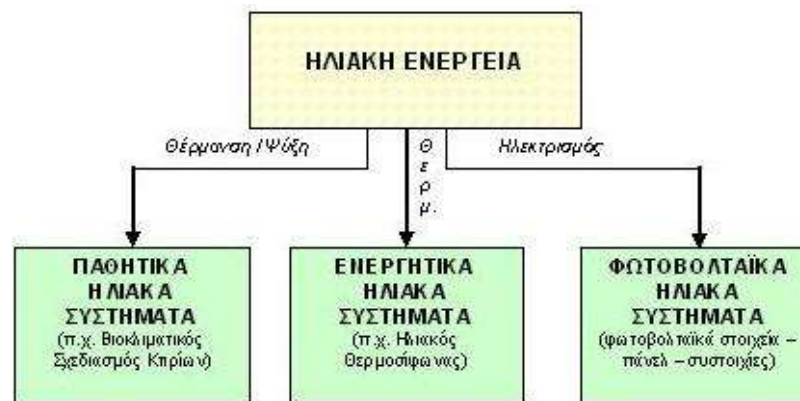 ΗΛΙΑΚΗ ΕΝΕΡΓΕΙΑ
Θέρμανση / Ψύξη
Θ
ε
ρ
μ.
Ηλεκτρισμός
ΠΑΘΗΤΙΚΑ
ΗΛΙΑΚΑ
ΣΥΣΤΗΜΑΤΑ
(π.χ. Βιοκλιματικός
Σχεδιασμός Κτιρίων)
ΕΝΕΡΓΗΤΙΚΑ
ΗΛΙΑΚΑ
ΣΥΣΤΗΜΑΤΑ
(π.χ. Ηλιακός
Θερμοσίφωνας)
ΦΩΤΟΒΟΛΤΑΪΚΑ
ΗΛΙΑΚΑ
ΣΥΣΤΗΜΑΤΑ
(φωτοβολταϊκά στοιχεία –
πάνελ – συστοιχίες)